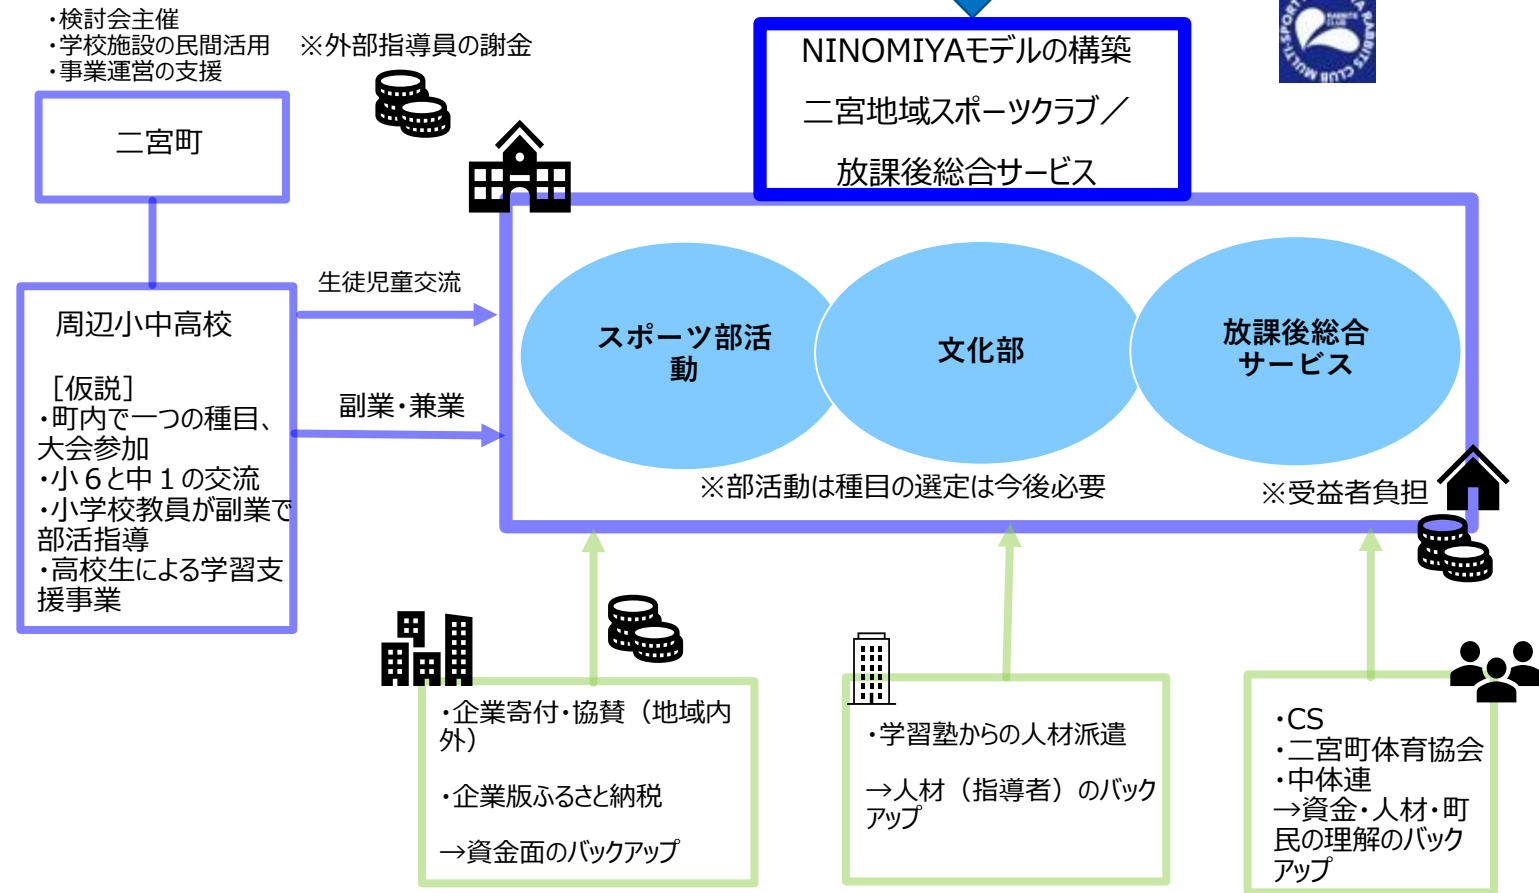 ・検討会主催
・学校施設の民間活用
・事業運営の支援
※外部指導員の謝金
二宮町
NINOMIYAモデルの構築
二宮地域スポーツクラブ／
放課後総合サービス
RABBITS
CLUB
RABBITS CLUB MULTI-SPORT
周辺小中高校
［仮説］
・町内で一つの種目、
大会参加
・小６と中１の交流
・小学校教員が副業で
部活指導
・高校生による学習支
援事業
生徒児童交流
副業・兼業
スポーツ部活
動
文化部
放課後総合
サービス
※部活動は種目の選定は今後必要
※受益者負担
・企業寄付・協賛（地域内
外）
・企業版ふるさと納税
→資金面のバックアップ
・学習塾からの人材派遣
→人材（指導者）のバック
アップ
・CS
・二宮町体育協会
・中体連
→資金・人材・町
民の理解のバック
アップ